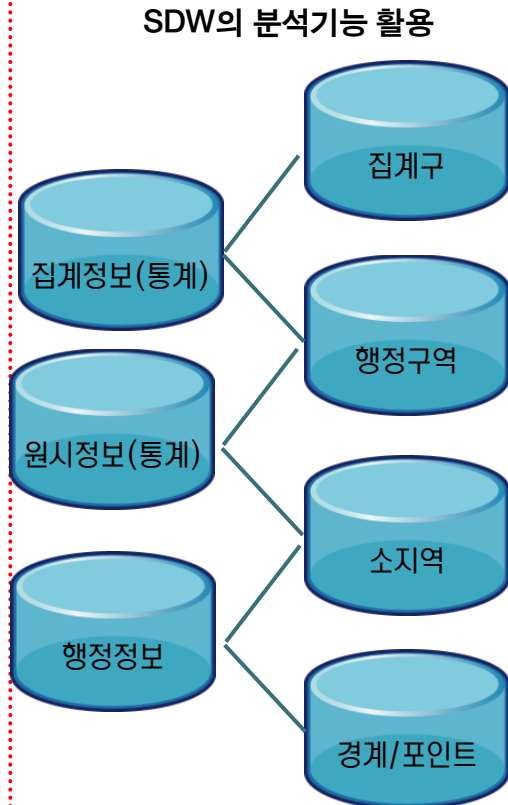 SDW의 분석기능 활용
집계구
집계정보(통계)
행정구역
원시정보(통계)
소지역
행정정보
경계/포인트